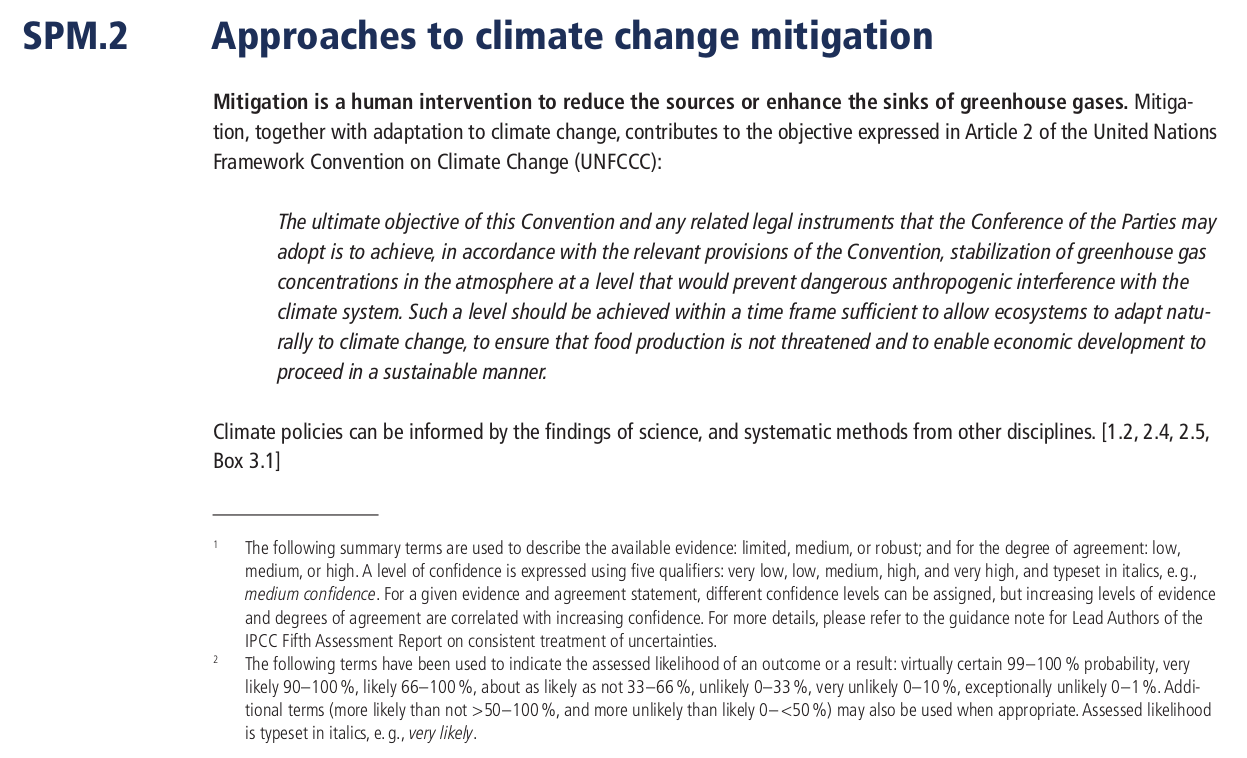 SPM.2 Approaches to climate change mitigation
Mitigation is a human intervention to reduce the sources or enhance the sinks of greenhouse gases. Mitiga-
tion, together with adaptation to climate change, contributes to the objective expressed in Article 2 of the United Nations
Framework Convention on Climate Change (UNFCCC):
The ultimate objective of this Convention and any related legal instruments that the Conference of the Parties may
adopt is to achieve, in accordance with the relevant provisions of the Convention, stabilization of greenhouse gas
concentrations in the atmosphere at a level that would prevent dangerous anthropogenic interference with the
climate system. Such a level should be achieved within a time frame sufficient to allow ecosystems to adapt natu-
rally to climate change, to ensure that food production is not threatened and to enable economic development to
proceed in a sustainable manner.
Climate policies can be informed by the findings of science, and systematic methods from other disciplines. [1.2, 2.4, 2.5,
Box 3.1]
1 The following summary terms are used to describe the available evidence: limited, medium, or robust; and for the degree of agreement: low,
medium, or high. A level of confidence is expressed using five qualifiers: very low, low, medium, high, and very high, and typeset in italics, e. g.,
medium confidence. For a given evidence and agreement statement, different confidence levels can be assigned, but increasing levels of evidence
and degrees of agreement are correlated with increasing confidence. For more details, please refer to the guidance note for Lead Authors of the
IPCC Fifth Assessment Report on consistent treatment of uncertainties.
2 The following terms have been used to indicate the assessed likelihood of an outcome or a result: virtually certain 99–100 % probability, very
likely 90–100 %, likely 66–100 %, about as likely as not 33–66 %, unlikely 0–33 %, very unlikely 0–10 %, exceptionally unlikely 0–1 %. Addi-
tional terms (more likely than not >50–100 %, and more unlikely than likely 0–<50 %) may also be used when appropriate. Assessed likelihood
is typeset in italics, e. g., very likely.